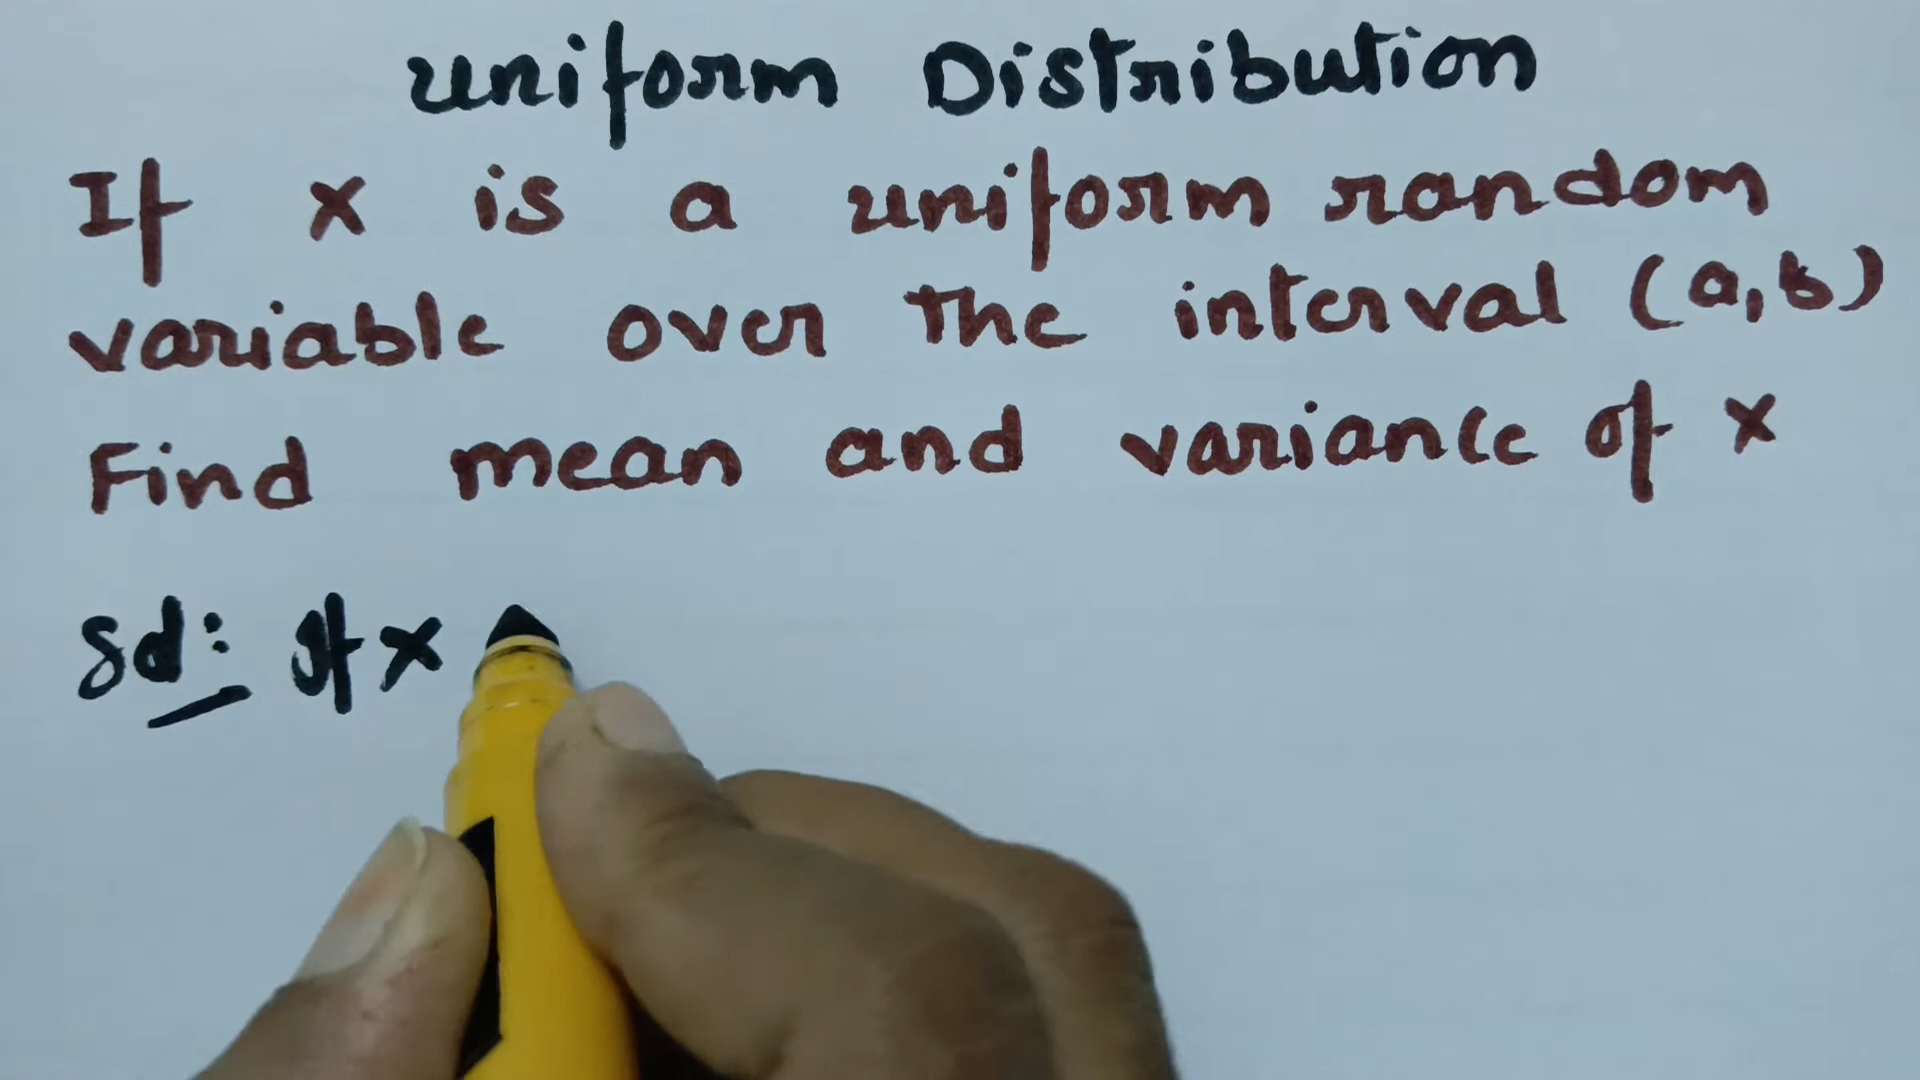 uniform Distribution
If x is a uniform random
variable over the interval (a,b)
Find mean and variance of x
Sol: If x